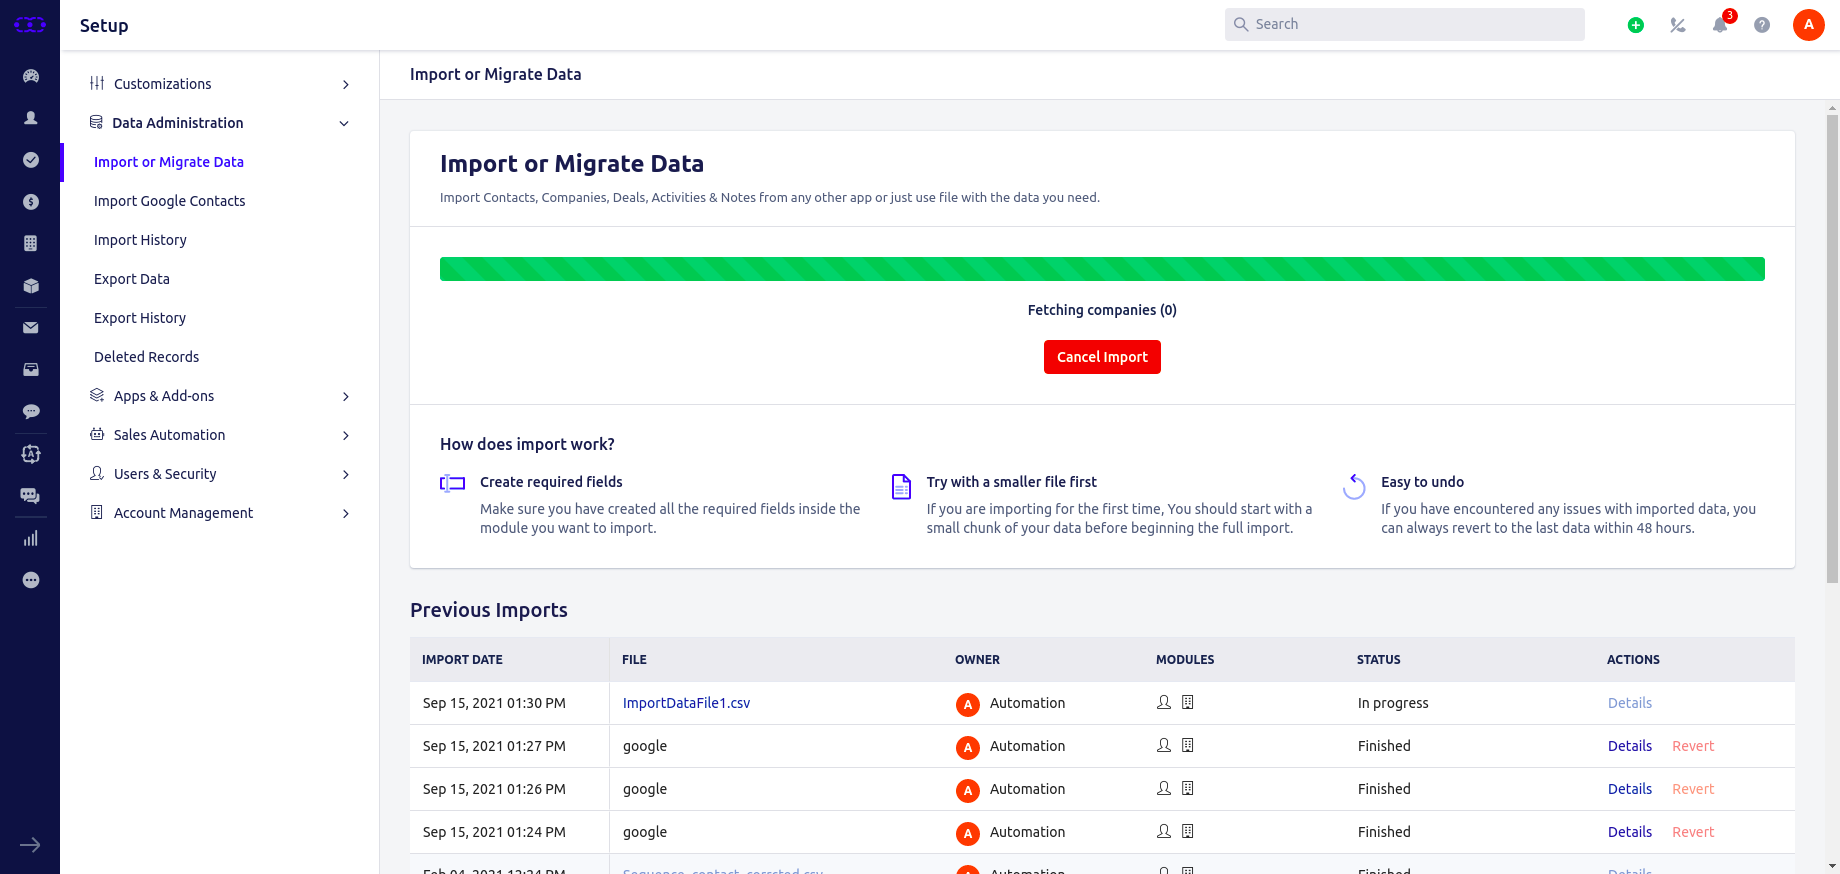 Setup
Search
3
A
Customizations
Data Administration
Import or Migrate Data
Import Google Contacts
Import History
Export Data
Export History
Deleted Records
Apps & Add-ons
Sales Automation
Users & Security
Account Management
Import or Migrate Data
Import or Migrate Data
Import Contacts, Companies, Deals, Activities & Notes from any other app or just use file with the data you need.
Fetching companies (0)
Cancel Import
How does import work?
Create required fields
Make sure you have created all the required fields inside the
module you want to import.
Try with a smaller file first
If you are importing for the first time, You should start with a
small chunk of your data before beginning the full import.
Easy to undo
If you have encountered any issues with imported data, you
can always revert to the last data within 48 hours.
Previous Imports
IMPORT DATE FILE OWNER MODULES STATUS ACTIONS
Sep 15, 2021 01:30 PM ImportDataFile1.csv A Automation In progress Details
Sep 15, 2021 01:27 PM google A Automation Finished Details Revert
Sep 15, 2021 01:26 PM google A Automation Finished Details Revert
Sep 15, 2021 01:24 PM google A Automation Finished Details Revert
Feb 04, 2021 12:24 PM A Automation Finished Details